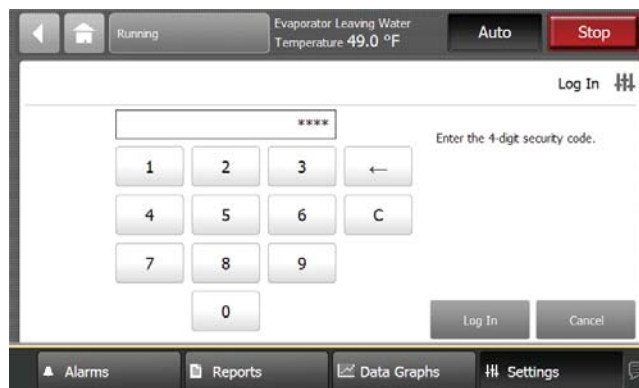 Running
Evaporator Leaving Water
Temperature 49.0 °F
Auto
Stop
Log In
****
Enter the 4-digit security code.
1 2 3 ←
4 5 6 C
7 8 9
0
Log In
Cancel
Alarms
Reports
Data Graphs
Settings